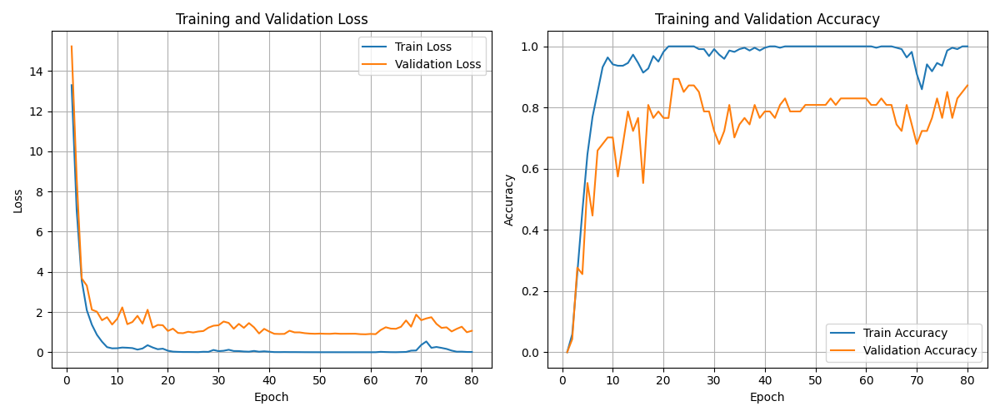 Training and Validation Loss
Train Loss
Validation Loss
14
12
10
8
6
4
2
0
Loss
0 10 20 30 40 50 60 70 80
Epoch
Training and Validation Accuracy
1.0
0.8
0.6
0.4
0.2
0.0
Accuracy
Train Accuracy
Validation Accuracy
0 10 20 30 40 50 60 70 80
Epoch